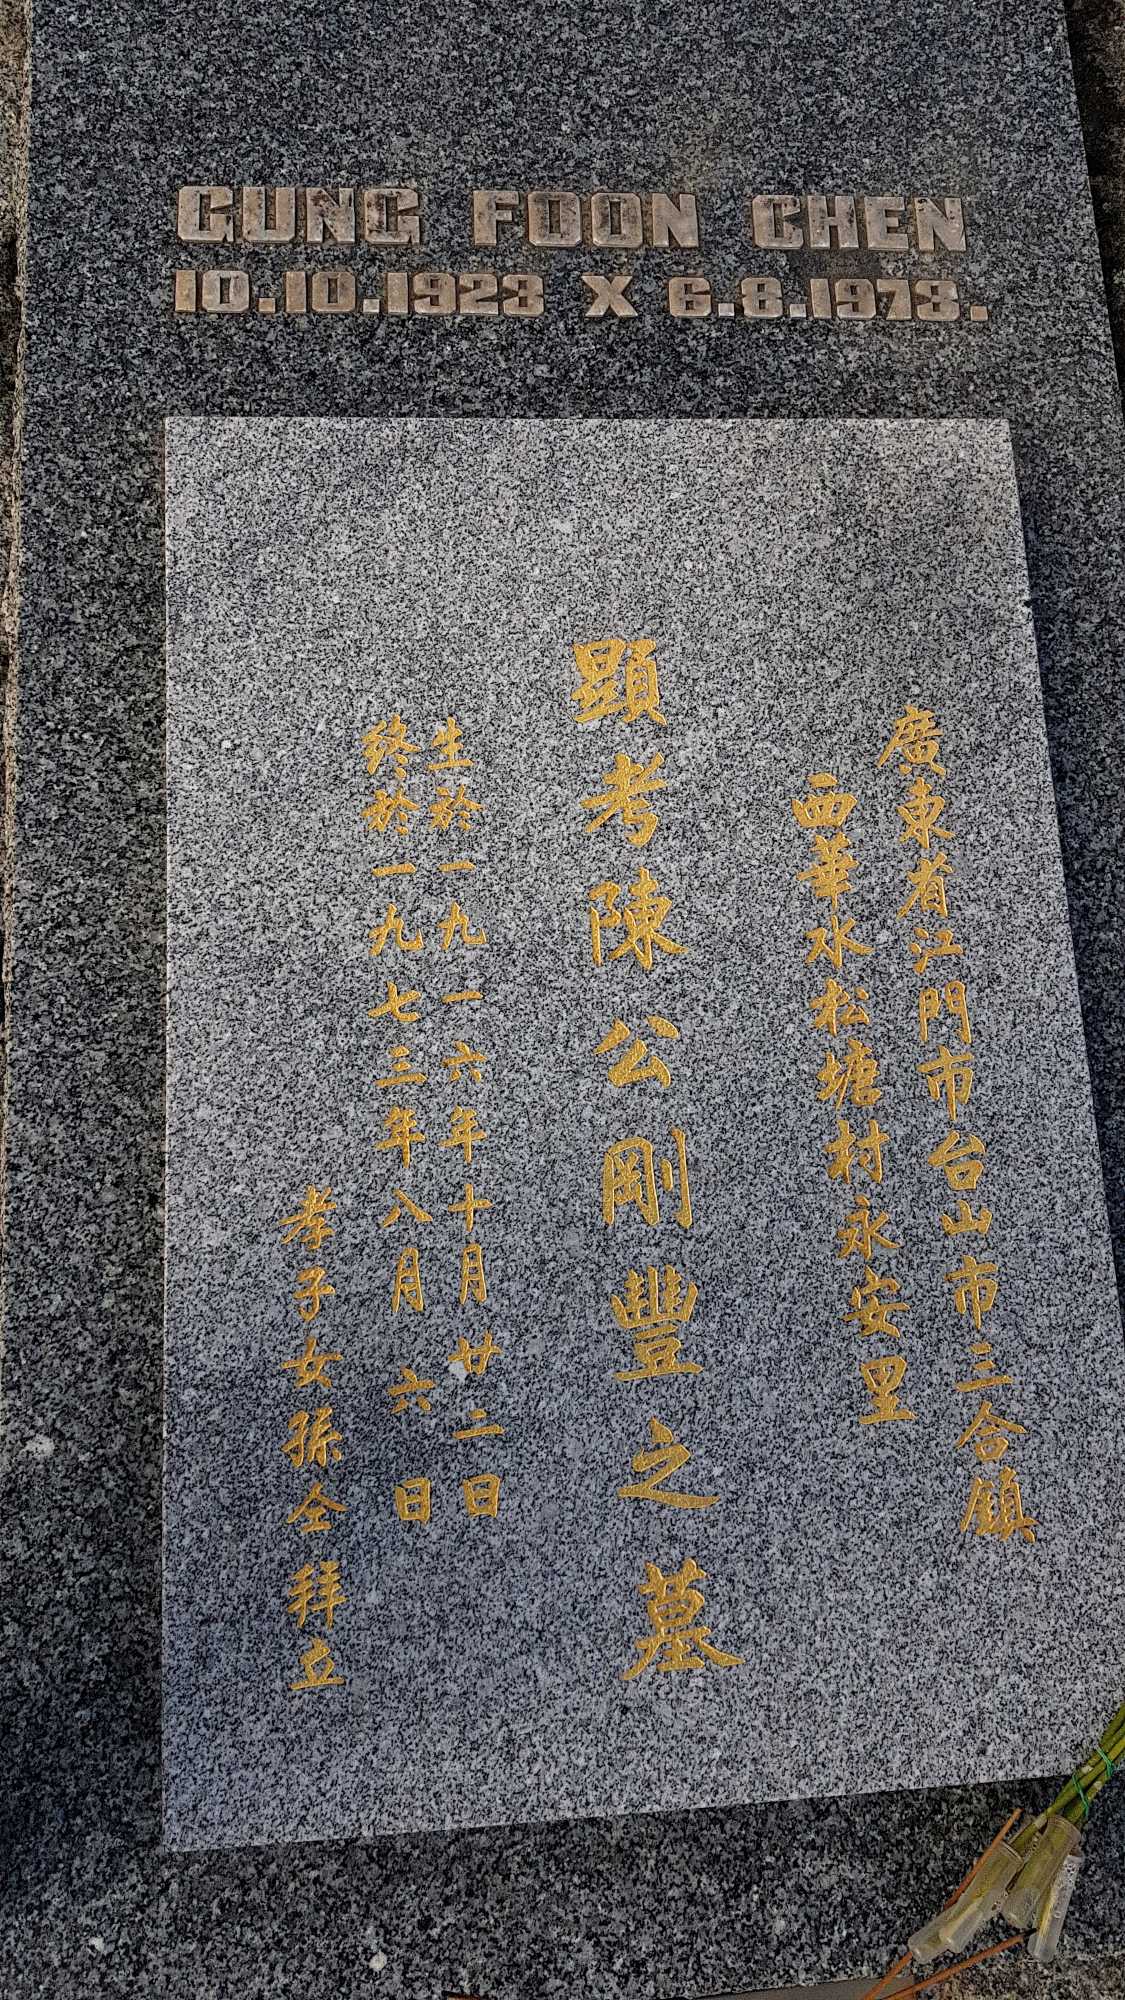 GUNG FOON CHEN
10.10.1923 X 6.8.1978.
廣東省江門市台山市三合鎮
西華水松塘村永安里
顯考陳公剛豐之墓
生於一九一六年十月廿二日
終於一九七三年八月六日
孝子女孫全拜立